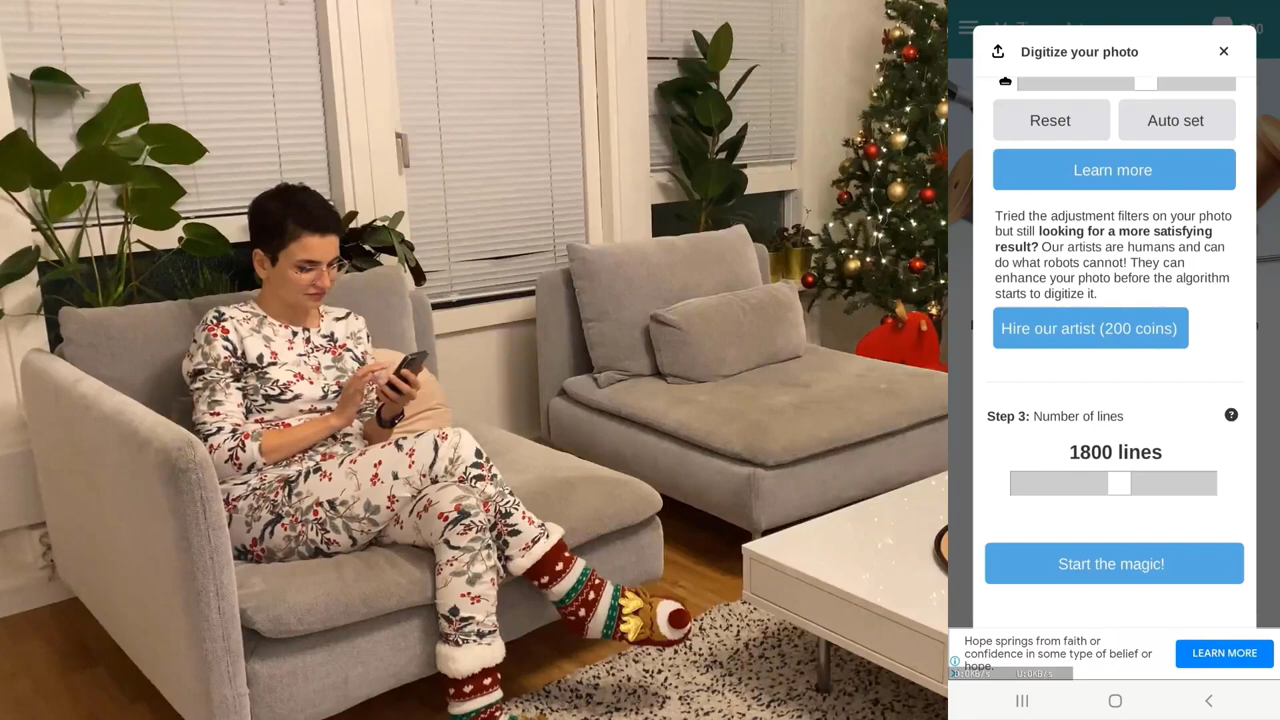 Digitize your photo
Reset
Auto set
Learn more
Tried the adjustment filters on your photo
but still looking for a more satisfying
result? Our artists are humans and can
do what robots cannot! They can
enhance your photo before the algorithm
starts to digitize it.
Hire our artist (200 coins)
Step 3: Number of lines
1800 lines
Start the magic!
Hope springs from faith or
confidence in some type of belief or
hope.
LEARN MORE
D:0KB/s U:0KB/s